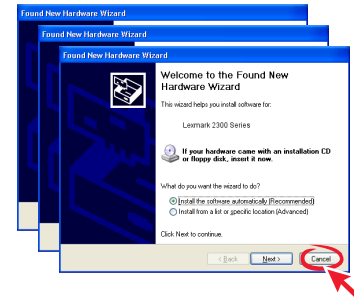 Found New Hardware Wizard
Found New Hardware Wizard
Found New Hardware Wizard
Welcome to the Found New
Hardware Wizard
This wizard helps you install software for:
Lexmark 2300 Series
If your hardware came with an installation CD
or floppy disk, insert it now.
What do you want the wizard to do?
Install the software automatically (Recommended)
Install from a list or specific location (Advanced)
Click Next to continue.
< Back Next > Cancel